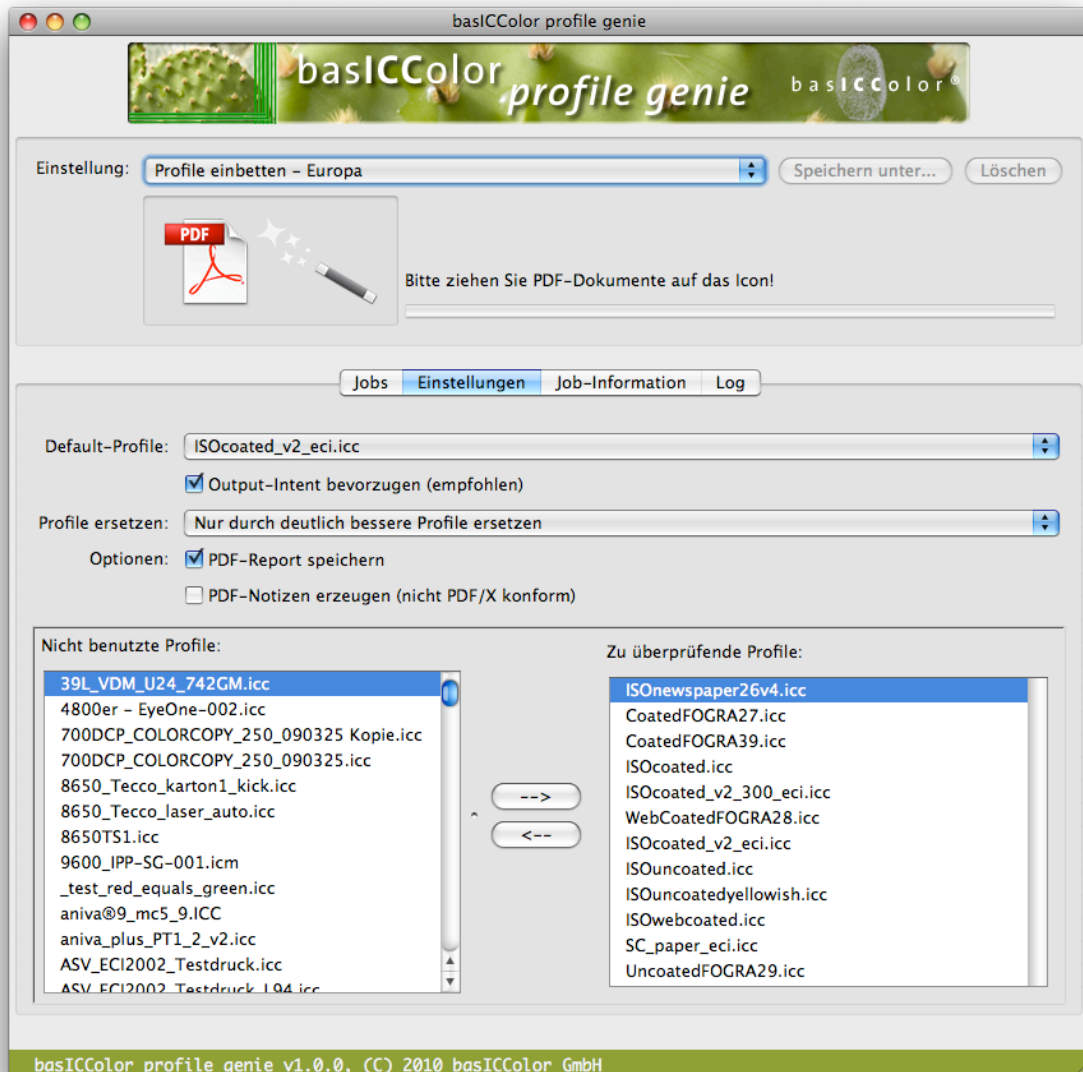 basICColor profile genie
basICColor profile genie basICColor®
Einstellung: Profile einbetten – Europa Speichern unter... Löschen
PDF
Bitte ziehen Sie PDF-Dokumente auf das Icon!
Jobs Einstellungen Job-Information Log
Default-Profile: ISOcoated_v2_eci.icc
Output-Intent bevorzugen (empfohlen)
Profile ersetzen: Nur durch deutlich bessere Profile ersetzen
Optionen: PDF-Report speichern
PDF-Notizen erzeugen (nicht PDF/X konform)
Nicht benutzte Profile:
39L_VDM_U24_742GM.icc
4800er – EyeOne-002.icc
700DCP_COLORCOPY_250_090325 Kopie.icc
700DCP_COLORCOPY_250_090325.icc
8650_Tecco_karton1_kick.icc
8650_Tecco_laser_auto.icc
8650TS1.icc
9600_IPP-SG-001.icm
_test_red_equals_green.icc
aniva®9_mc5_9.ICC
aniva_plus_PT1_2_v2.icc
ASV_ECI2002_Testdruck.icc
ASV_ECI2002_Testdruck_L94.icc
-->
<--
Zu überprüfende Profile:
ISOnewspaper26v4.icc
CoatedFOGRA27.icc
CoatedFOGRA39.icc
ISOcoated.icc
ISOcoated_v2_300_eci.icc
WebCoatedFOGRA28.icc
ISOcoated_v2_eci.icc
ISOuncoated.icc
ISOuncoatedyellowish.icc
ISOwebcoated.icc
SC_paper_eci.icc
UncoatedFOGRA29.icc
basICColor profile genie v1.0.0, (C) 2010 basICColor GmbH